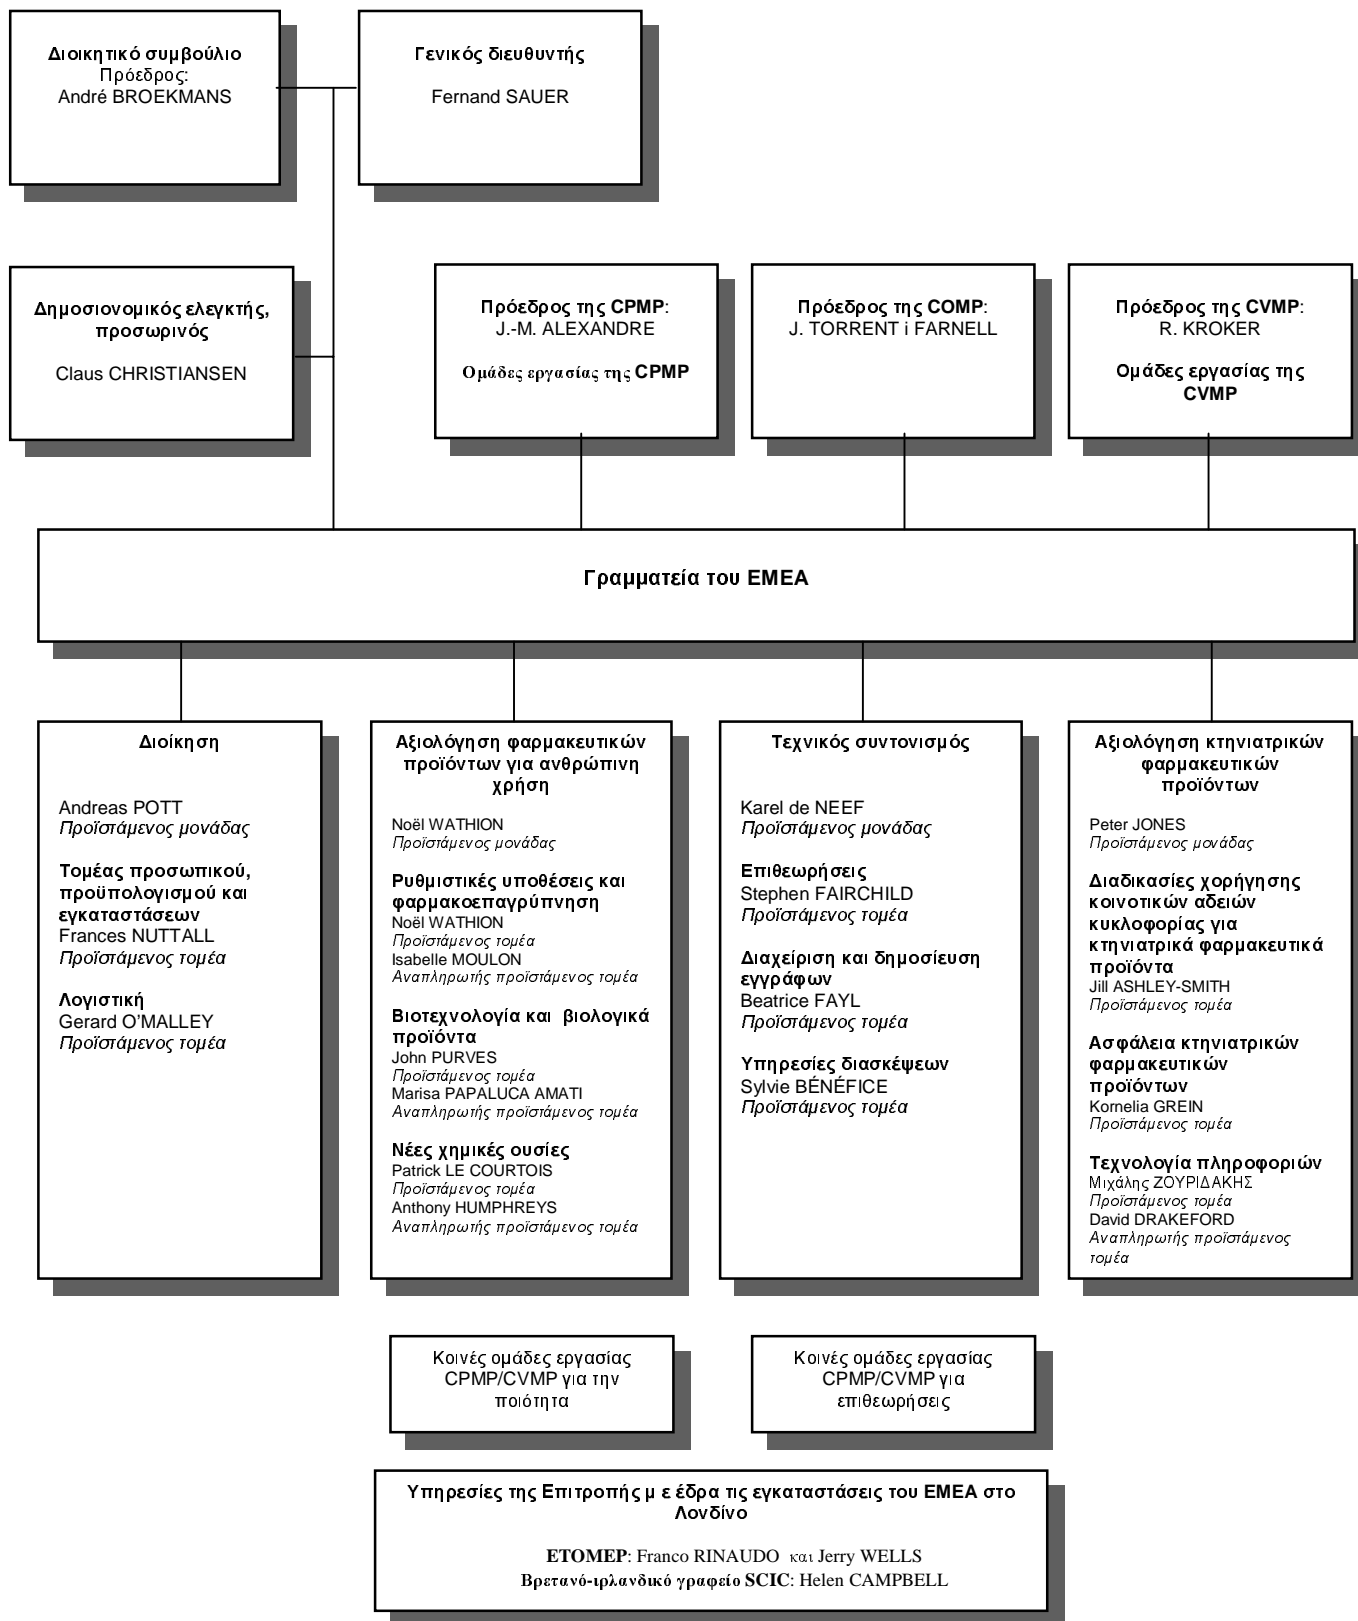 Διοικητικό συμβούλιο
Πρόεδρος:
André BROEKMANS
Γενικός διευθυντής
Fernand SAUER
Δημοσιονομικός ελεγκτής,
προσωρινός
Claus CHRISTIANSEN
Πρόεδρος της CPMP:
J.-M. ALEXANDRE
Ομάδες εργασίας της CPMP
Πρόεδρος της COMP:
J. TORRENT i FARNELL
Πρόεδρος της CVMP:
R. KROKER
Ομάδες εργασίας της
CVMP
Γραμματεία του EMEA
Διοίκηση
Andreas POTT
Προϊστάμενος μονάδας
Τομέας προσωπικού,
προϋπολογισμού και
εγκαταστάσεων
Frances NUTTALL
Προϊστάμενος τομέα
Λογιστική
Gerard O’MALLEY
Προϊστάμενος τομέα
Αξιολόγηση φαρμακευτικών
προϊόντων για ανθρώπινη
χρήση
Noël WATHION
Προϊστάμενος μονάδας
Ρυθμιστικές υποθέσεις και
φαρμακοεπαγρύπνηση
Noël WATHION
Προϊστάμενος τομέα
Isabelle MOULON
Αναπληρωτής προϊστάμενος τομέα
Βιοτεχνολογία και βιολογικά
προϊόντα
John PURVES
Προϊστάμενος τομέα
Marisa PAPALUCA AMATI
Αναπληρωτής προϊστάμενος τομέα
Νέες χημικές ουσίες
Patrick LE COURTOIS
Προϊστάμενος τομέα
Anthony HUMPHREYS
Αναπληρωτής προϊστάμενος τομέα
Τεχνικός συντονισμός
Karel de NEEF
Προϊστάμενος μονάδας
Επιθεωρήσεις
Stephen FAIRCHILD
Προϊστάμενος τομέα
Διαχείριση και δημοσίευση
εγγράφων
Beatrice FAYL
Προϊστάμενος τομέα
Υπηρεσίες διασκέψεων
Sylvie BÉNÉFICE
Προϊστάμενος τομέα
Αξιολόγηση κτηνιατρικών
φαρμακευτικών
προϊόντων
Peter JONES
Προϊστάμενος μονάδας
Διαδικασίες χορήγησης
κοινοτικών αδειών
κυκλοφορίας για
κτηνιατρικά φαρμακευτικά
προϊόντα
Jill ASHLEY-SMITH
Προϊστάμενος τομέα
Ασφάλεια κτηνιατρικών
φαρμακευτικών
προϊόντων
Kornelia GREIN
Προϊστάμενος τομέα
Τεχνολογία πληροφοριών
Μιχάλης ΖΟΥΡΙΔΑΚΗΣ
Προϊστάμενος τομέα
David DRAKEFORD
Αναπληρωτής προϊστάμενος
τομέα
Κοινές ομάδες εργασίας
CPMP/CVMP για την
ποιότητα
Κοινές ομάδες εργασίας
CPMP/CVMP για
επιθεωρήσεις
Υπηρεσίες της Επιτροπής μ ε έδρα τις εγκαταστάσεις του EMEA στο
Λονδίνο
ETOMEP: Franco RINAUDO και Jerry WELLS
Βρετανό-ιρλανδικό γραφείο SCIC: Helen CAMPBELL